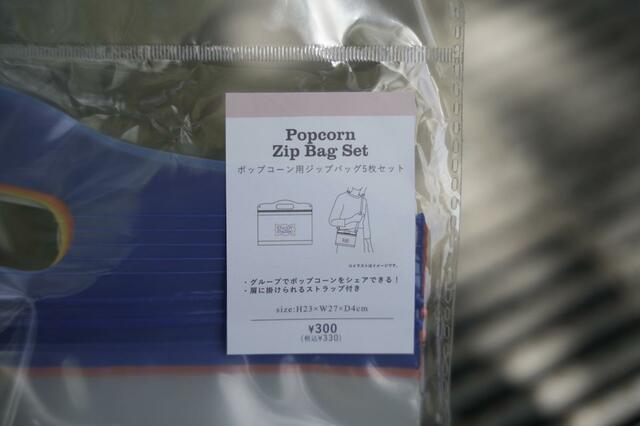 Popcorn
Zip Bag Set
ポップコーン用ジップバッグ5枚セット
※イラストはイメージです。
・グループでポップコーンをシェアできる！
・肩に掛けられるストラップ付き
size:H23×W27×D4cm
¥300
(税込¥330)